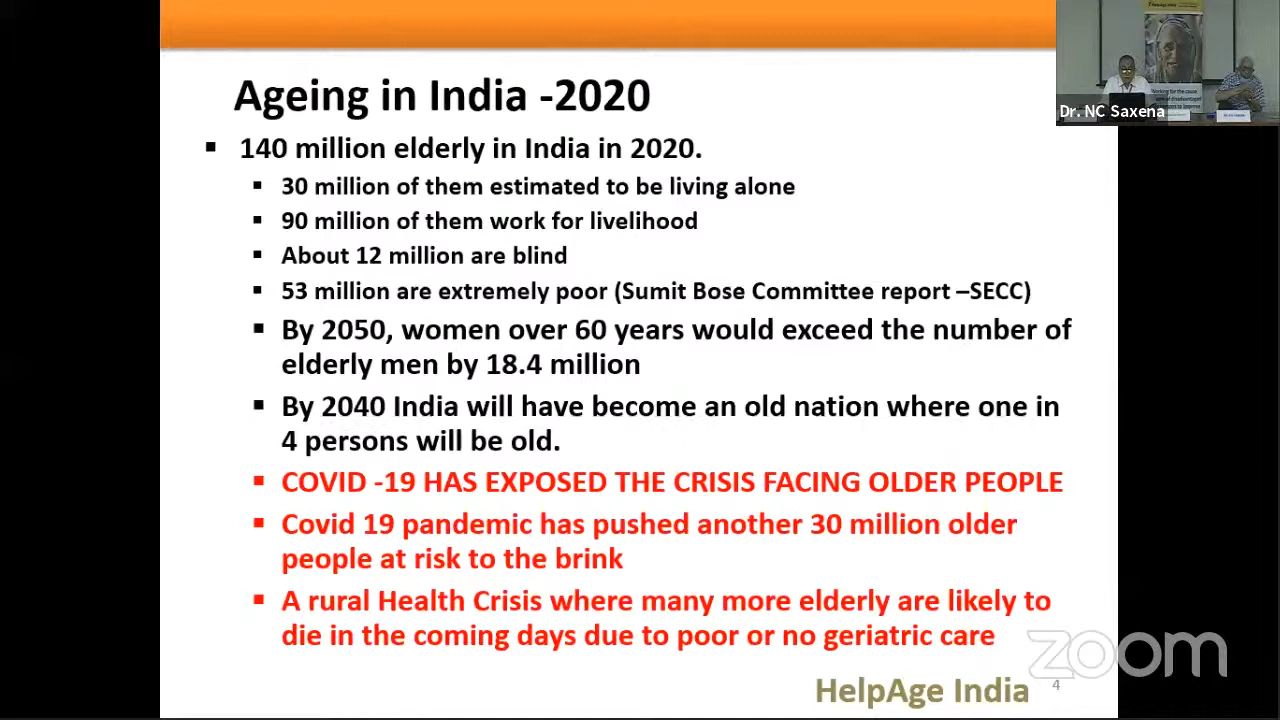 Ageing in India -2020
▪ 140 million elderly in India in 2020.
▪ 30 million of them estimated to be living alone
▪ 90 million of them work for livelihood
▪ About 12 million are blind
▪ 53 million are extremely poor (Sumit Bose Committee report –SECC)
▪ By 2050, women over 60 years would exceed the number of
elderly men by 18.4 million
▪ By 2040 India will have become an old nation where one in
4 persons will be old.
▪ COVID -19 HAS EXPOSED THE CRISIS FACING OLDER PEOPLE
▪ Covid 19 pandemic has pushed another 30 million older
people at risk to the brink
▪ A rural Health Crisis where many more elderly are likely to
die in the coming days due to poor or no geriatric care
HelpAge India
4
zoom
Dr. NC Saxena
Working for the cause